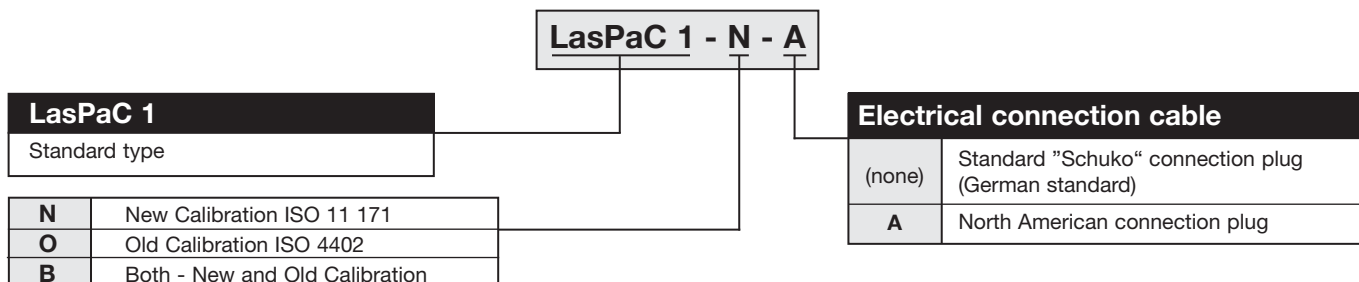 LasPaC 1 - N - A
LasPaC 1
Standard type
N New Calibration ISO 11 171
O Old Calibration ISO 4402
B Both - New and Old Calibration
Electrical connection cable
(none) Standard ”Schuko“ connection plug
(German standard)
A North American connection plug